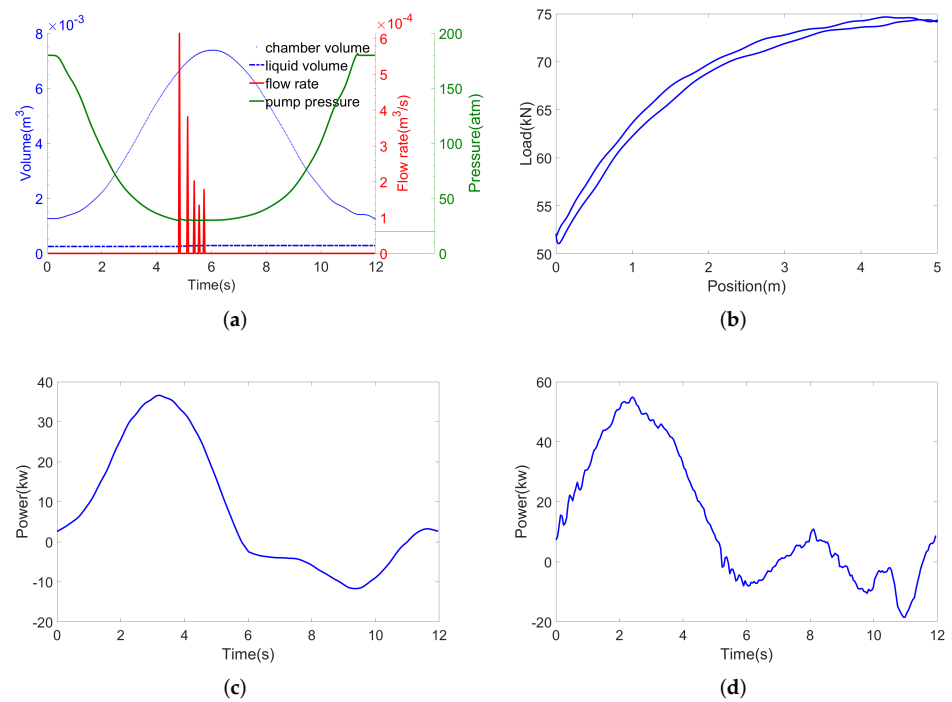 ×10⁻³
×10⁻⁴
8
6
4
2
0
Volume(m³)
6
5
4
3
2
1
0
Flow rate(m³/s)
200
150
100
50
0
Pressure(atm)
chamber volume
liquid volume
flow rate
pump pressure
0 2 4 6 8 10 12
Time(s)
(a)
75
70
65
60
55
50
Load(kN)
0 1 2 3 4 5
Position(m)
(b)
40
30
20
10
0
-10
-20
Power(kw)
0 2 4 6 8 10 12
Time(s)
(c)
60
40
20
0
-20
Power(kw)
0 2 4 6 8 10 12
Time(s)
(d)